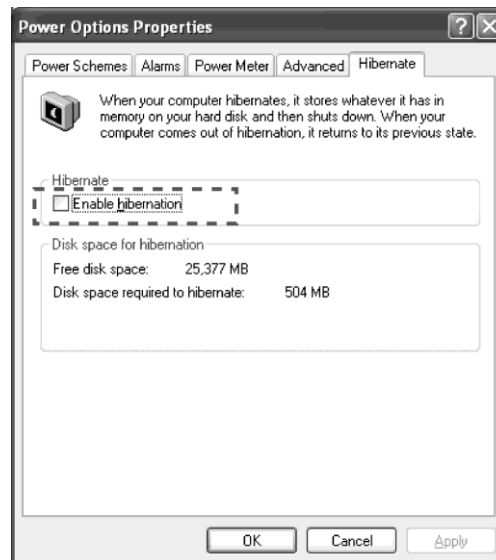 Power Options Properties
Power Schemes Alarms Power Meter Advanced Hibernate
When your computer hibernates, it stores whatever it has in
memory on your hard disk and then shuts down. When your
computer comes out of hibernation, it returns to its previous state.
Hibernate
Enable hibernation
Disk space for hibernation
Free disk space: 25,377 MB
Disk space required to hibernate: 504 MB
OK Cancel Apply